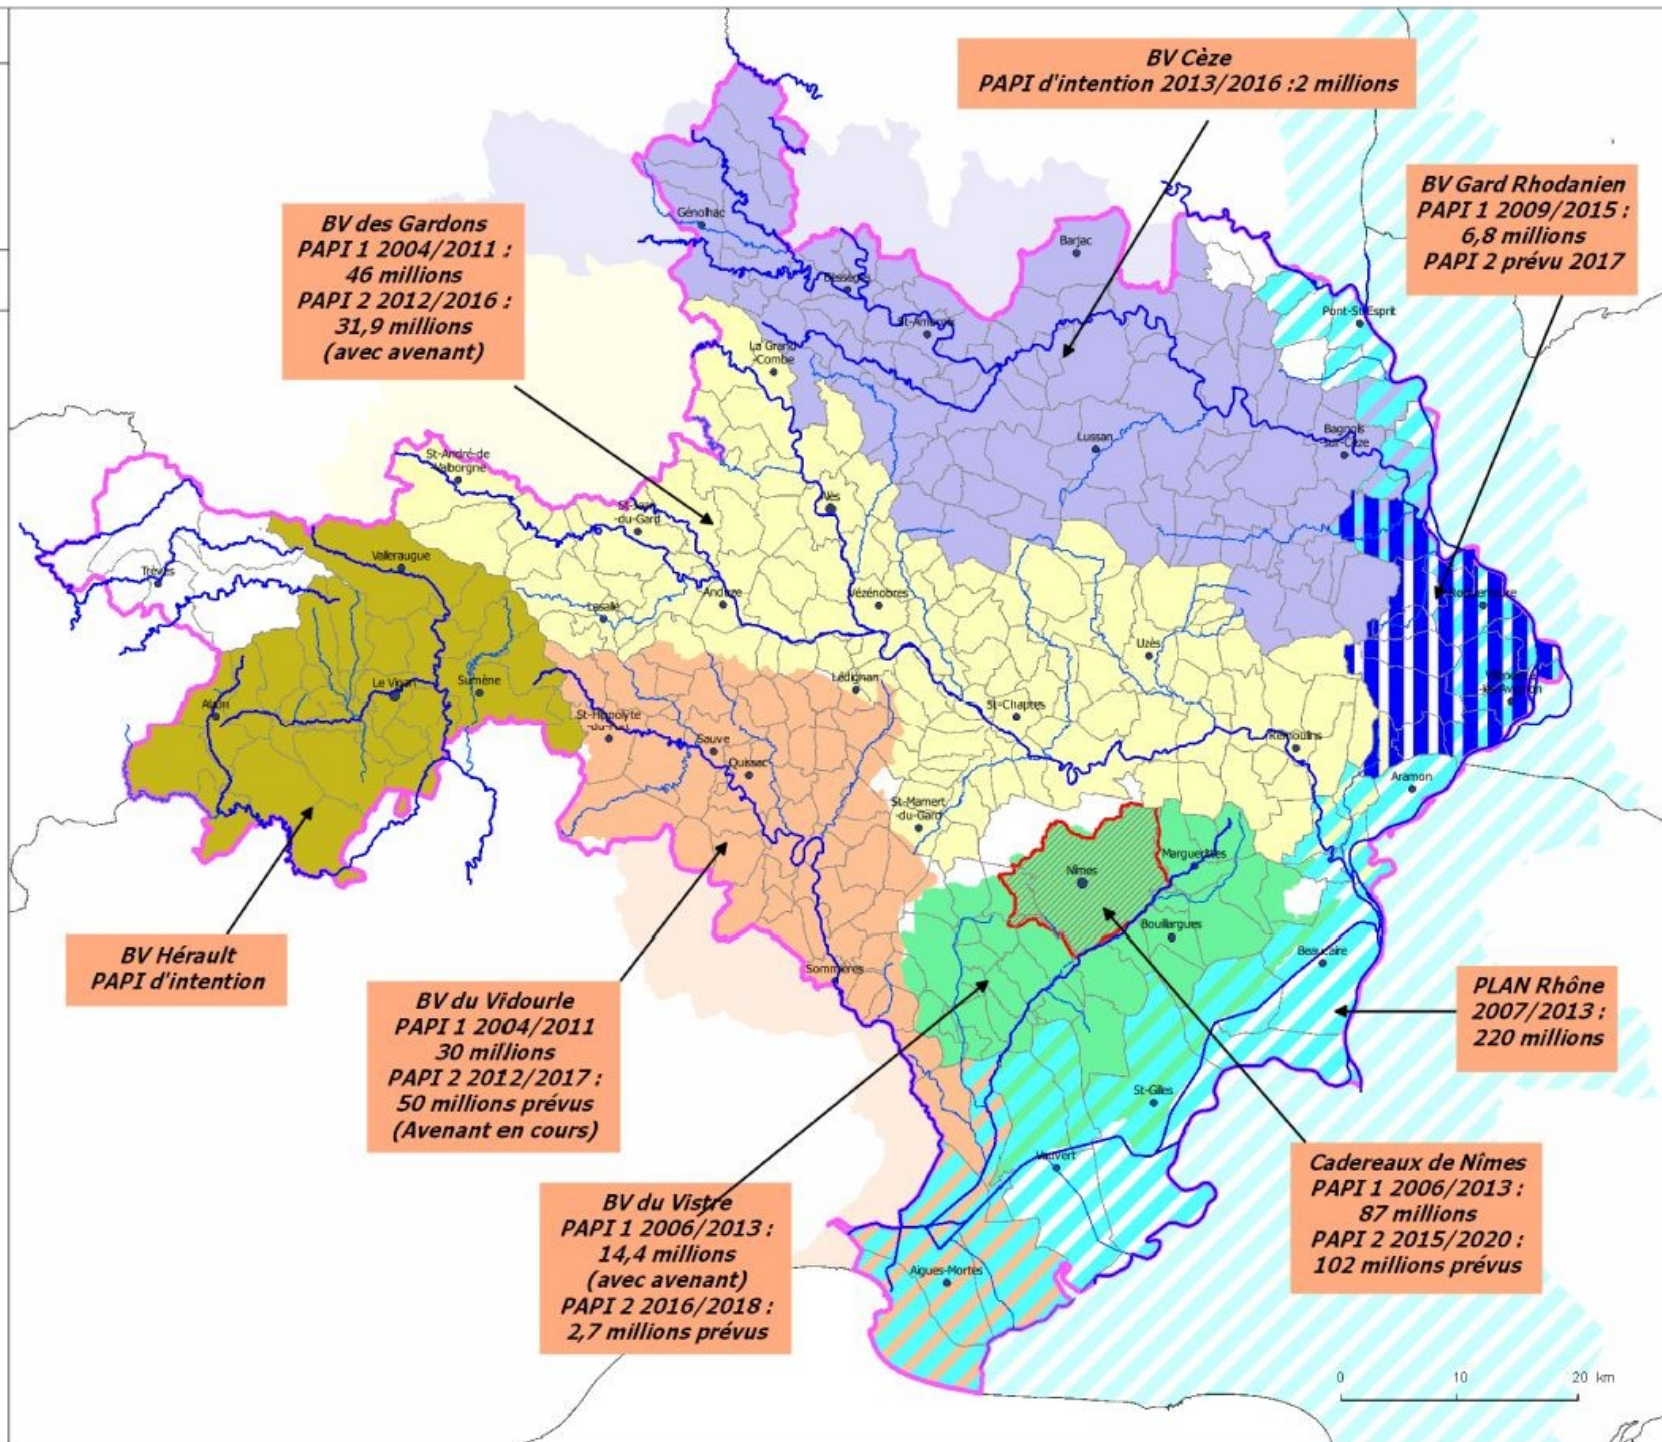 BV Cèze
PAPI d'intention 2013/2016 :2 millions
BV Gard Rhodanien
PAPI 1 2009/2015 :
6,8 millions
PAPI 2 prévu 2017
BV des Gardons
PAPI 1 2004/2011 :
46 millions
PAPI 2 2012/2016 :
31,9 millions
(avec avenant)
Génolhac
Barjac
Bessèges
St-Ambroix
Pont-St-Esprit
La Grand
-Combe
Lussan
Bagnols
-sur-Cèze
St-André-de
-Valborgne
Alès
St-Jean
-du-Gard
Valleraugue
Trèves
Lasalle
Anduze
Vézénobres
Roquemaure
Uzès
Le Vigan
Sumène
Alzon
Lédignan
St-Chaptes
Villeneuve
-lès-Avignon
St-Hippolyte
-du-Fort
Sauve
Quissac
Remoulins
Aramon
St-Mamert
-du-Gard
Marguerittes
Nîmes
Bouillargues
Beaucaire
Sommières
BV Hérault
PAPI d'intention
BV du Vidourle
PAPI 1 2004/2011
30 millions
PAPI 2 2012/2017 :
50 millions prévus
(Avenant en cours)
PLAN Rhône
2007/2013 :
220 millions
St-Gilles
Vauvert
Aigues-Mortes
BV du Vistre
PAPI 1 2006/2013 :
14,4 millions
(avec avenant)
PAPI 2 2016/2018 :
2,7 millions prévus
Cadereaux de Nîmes
PAPI 1 2006/2013 :
87 millions
PAPI 2 2015/2020 :
102 millions prévus
0 10 20 km